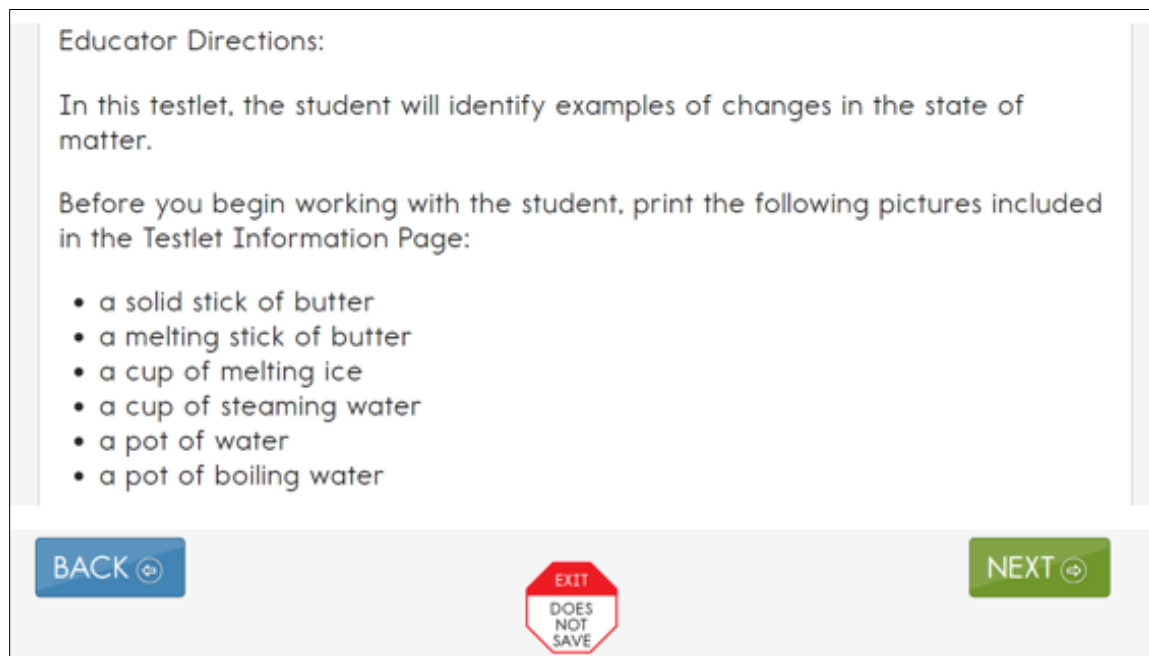 Educator Directions:
In this testlet, the student will identify examples of changes in the state of
matter.
Before you begin working with the student, print the following pictures included
in the Testlet Information Page:
• a solid stick of butter
• a melting stick of butter
• a cup of melting ice
• a cup of steaming water
• a pot of water
• a pot of boiling water
BACK
NEXT
EXIT
DOES
NOT
SAVE